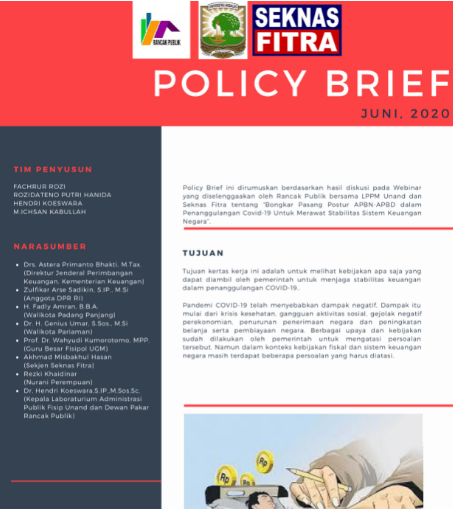 RANCAK PUBLIK
SEKNAS
FITRA
POLICY BRIEF
JUNI, 2020
TIM PENYUSUN
FACHRUR ROZI
ROZIDATENO PUTRI HANIDA
HENDRI KOESWARA
M.ICHSAN KABULLAH
NARASUMBER
Drs. Astera Primanto Bhakti, M.Tax.
(Direktur Jenderal Perimbangan
Keuangan, Kementerian Keuangan)
Zulfikar Arse Sadikin, S.IP., M.Si
(Anggota DPR RI)
H. Fadly Amran, B.B.A.
(Walikota Padang Panjang)
Dr. H. Genius Umar, S.Sos., M.Si
(Walikota Pariaman)
Prof. Dr. Wahyudi Kumorotomo, MPP.
(Guru Besar Fisipol UGM)
Akhmad Misbakhul Hasan
(Sekjen Seknas Fitra)
Rezki Khaidinar
(Nurani Perempuan)
Dr. Hendri Koeswara.S.IP.,M.Sos.Sc.
(Kepala Laboratarium Administrasi
Publik Fisip Unand dan Dewan Pakar
Rancak Publik)
Policy Brief ini dirumuskan berdasarkan hasil diskusi pada Webinar
yang diselenggaraakan oleh Rancak Publik bersama LPPM Unand dan
Seknas Fitra tentang "Bongkar Pasang Postur APBN-APBD dalam
Penanggulangan Covid-19 Untuk Merawat Stabilitas Sistem Keuangan
Negara".
TUJUAN
Tujuan kertas kerja ini adalah untuk melihat kebijakan apa saja yang
dapat diambil oleh pemerintah untuk menjaga stabilitas keuangan
dalam penanggulangan COVID-19.
Pandemi COVID-19 telah menyebabkan dampak negatif. Dampak itu
mulai dari krisis kesehatan, gangguan aktivitas sosial, gejolak negatif
perekonomian, penurunan penerimaan negara dan peningkatan
belanja serta pembiayaan negara. Berbagai upaya dan kebijakan
sudah dilakukan oleh pemerintah untuk mengatasi persoalan
tersebut. Namun dalam konteks kebijakan fiskal dan sistem keuangan
negara masih terdapat beberapa persoalan yang harus diatasi.
Rp
Rp
Rp